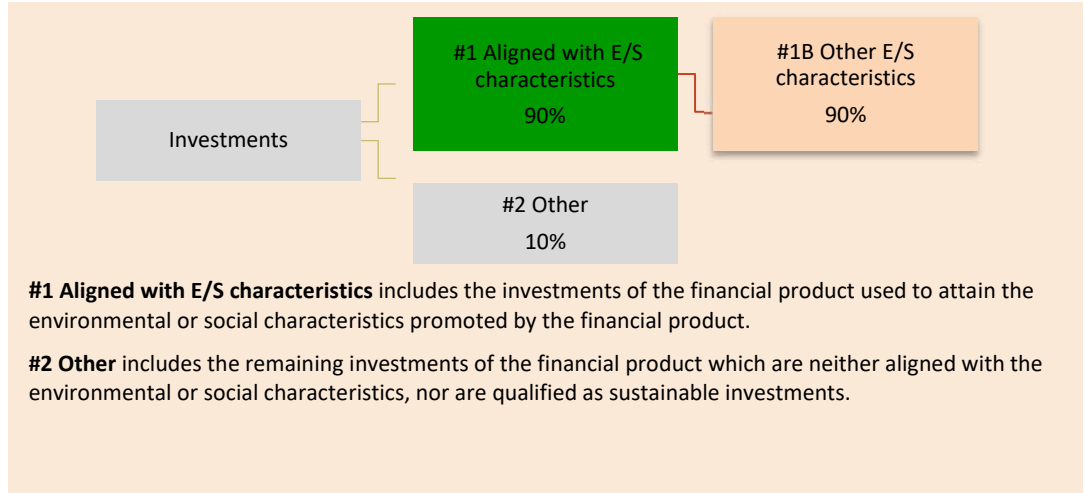 #1 Aligned with E/S
characteristics
90%
#1B Other E/S
characteristics
90%
Investments
#2 Other
10%
#1 Aligned with E/S characteristics includes the investments of the financial product used to attain the
environmental or social characteristics promoted by the financial product.
#2 Other includes the remaining investments of the financial product which are neither aligned with the
environmental or social characteristics, nor are qualified as sustainable investments.